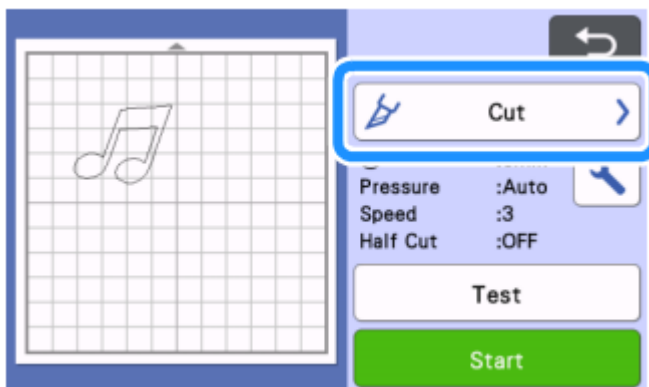 Cut
Pressure :Auto
Speed :3
Half Cut :OFF
Test
Start